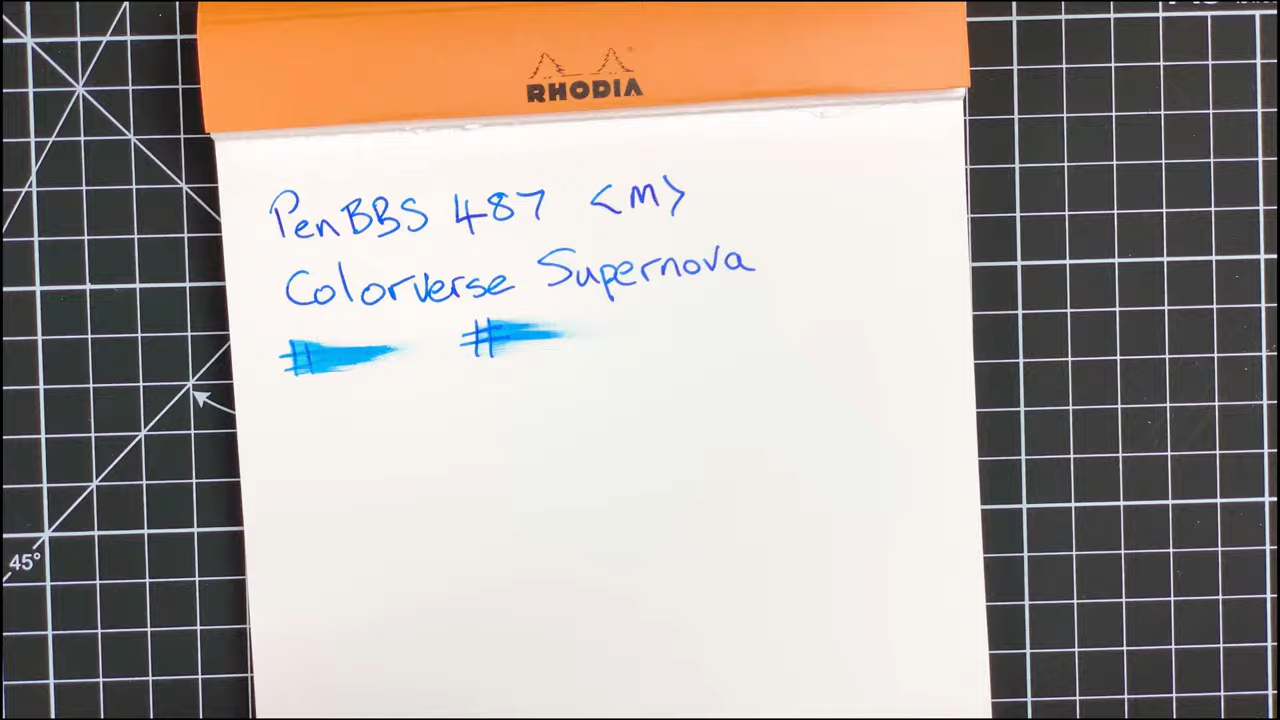 RHODIA
PenBBS 487 <M>
Colorverse Supernova
# #
45°